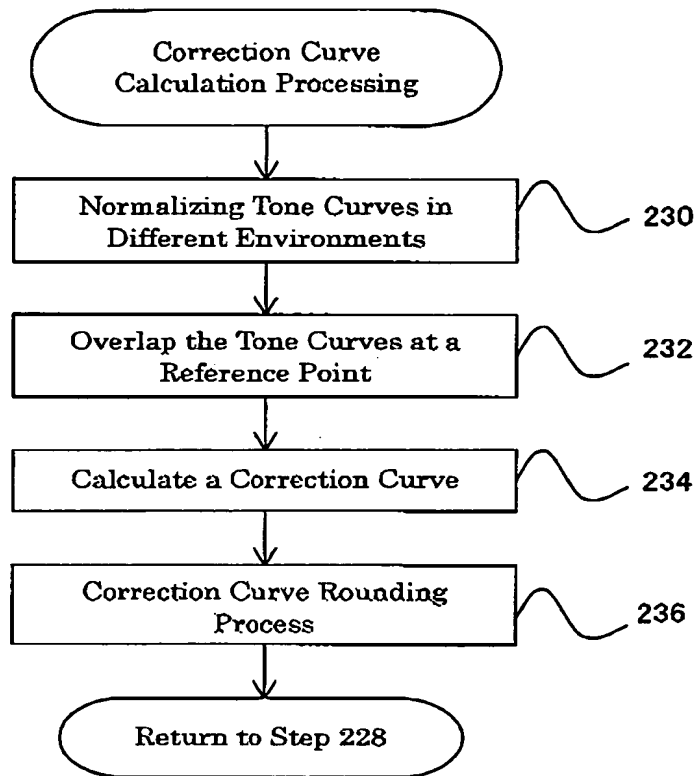 Correction Curve
Calculation Processing
Normalizing Tone Curves in
Different Environments
230
Overlap the Tone Curves at a
Reference Point
232
Calculate a Correction Curve
234
Correction Curve Rounding
Process
236
Return to Step 228